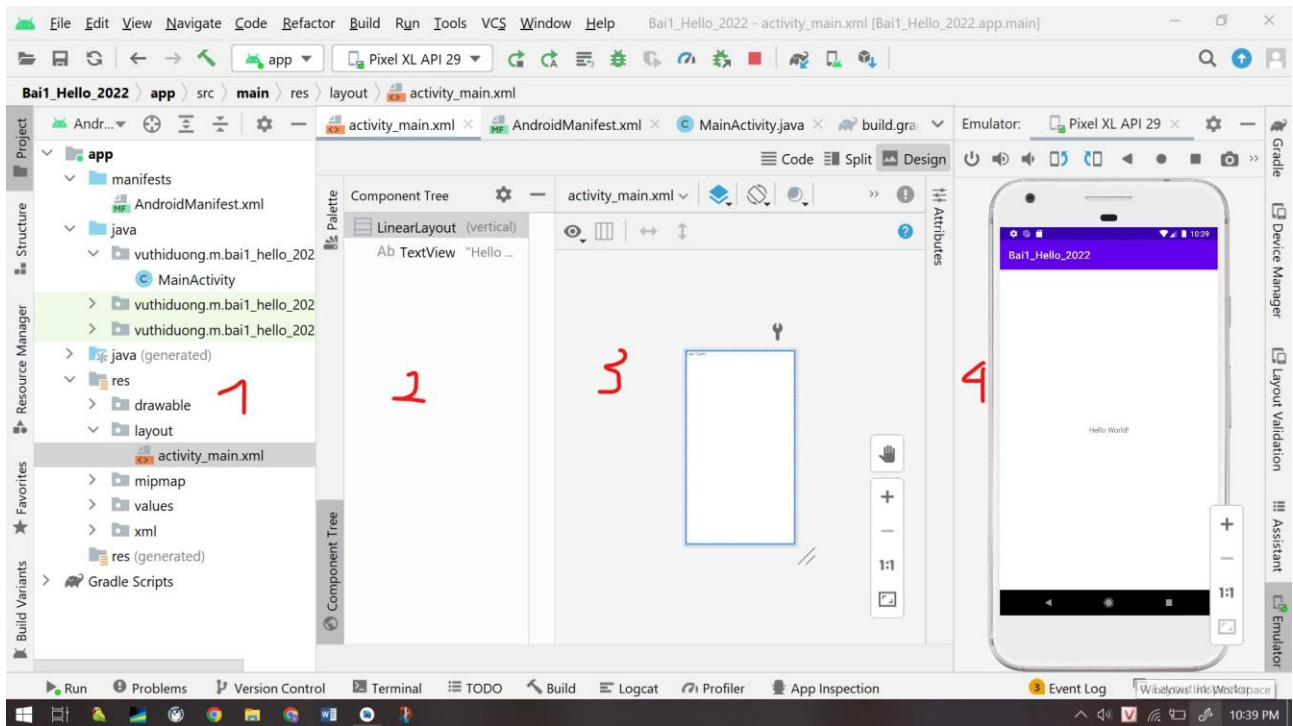 File Edit View Navigate Code Refactor Build Run Tools VCS Window Help Bai1_Hello_2022 - activity_main.xml [Bai1_Hello_2022.app.main]
app Pixel XL API 29
Bai1_Hello_2022 app src main res layout activity_main.xml
Project
Structure
Resource Manager
Favorites
Build Variants
Andr...
app
manifests
MF AndroidManifest.xml
java
vuthiduong.m.bai1_hello_202
C MainActivity
vuthiduong.m.bai1_hello_202
vuthiduong.m.bai1_hello_202
java (generated)
res
drawable
layout
activity_main.xml
mipmap
values
xml
res (generated)
Gradle Scripts
1
activity_main.xml MF AndroidManifest.xml C MainActivity.java build.gra
Code Split Design
Palette
Component Tree
Component Tree
LinearLayout (vertical)
Ab TextView "Hello ...
2
activity_main.xml
Attributes
3
1:1
Emulator: Pixel XL API 29
10:39
Bai1_Hello_2022
Hello World!
4
1:1
Gradle
Device Manager
Layout Validation
Assistant
Emulator
Run Problems Version Control Terminal TODO Build Logcat Profiler App Inspection 3 Event Log
V 10:39 PM